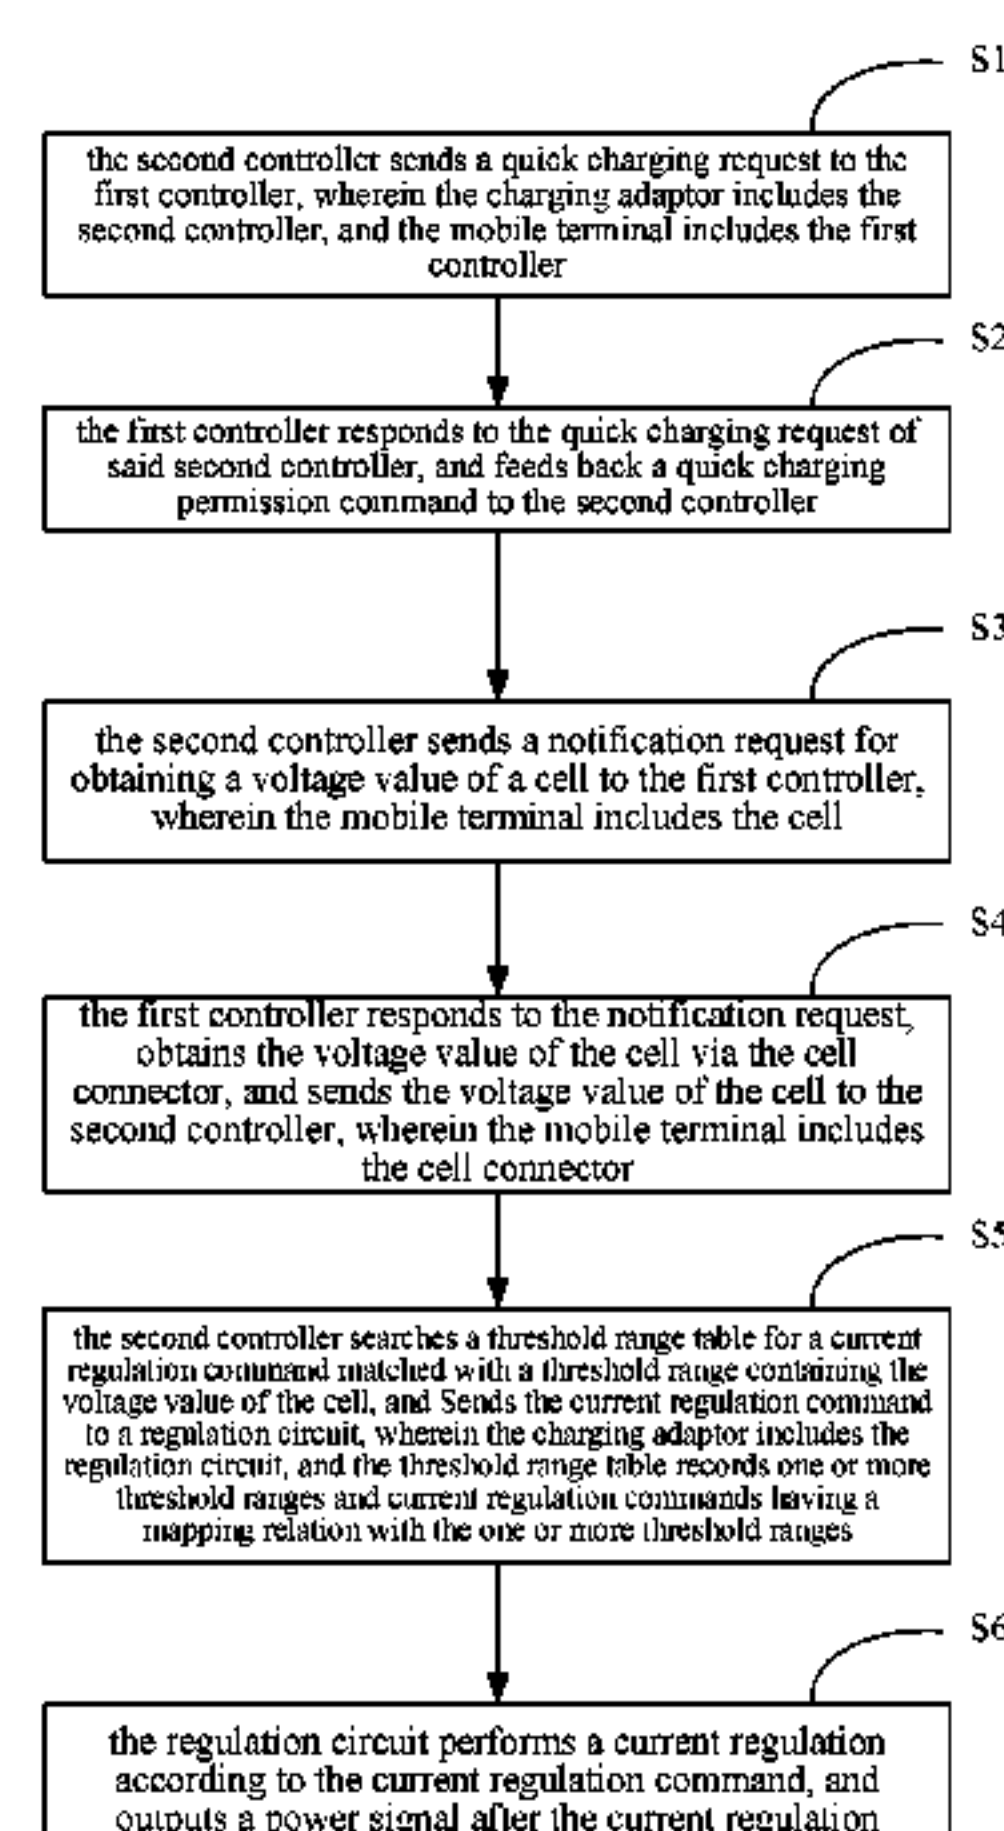 S1
the second controller sends a quick charging request to the
first controller, wherein the charging adaptor includes the
second controller, and the mobile terminal includes the first
controller
S2
the first controller responds to the quick charging request of
said second controller, and feeds back a quick charging
permission command to the second controller
S3
the second controller sends a notification request for
obtaining a voltage value of a cell to the first controller,
wherein the mobile terminal includes the cell
S4
the first controller responds to the notification request,
obtains the voltage value of the cell via the cell
connector, and sends the voltage value of the cell to the
second controller, wherein the mobile terminal includes
the cell connector
S5
the second controller searches a threshold range table for a current
regulation command matched with a threshold range containing the
voltage value of the cell, and Sends the current regulation command
to a regulation circuit, wherein the charging adaptor includes the
regulation circuit, and the threshold range table records one or more
threshold ranges and current regulation commands having a
mapping relation with the one or more threshold ranges
S6
the regulation circuit performs a current regulation
according to the current regulation command, and
outputs a power signal after the current regulation